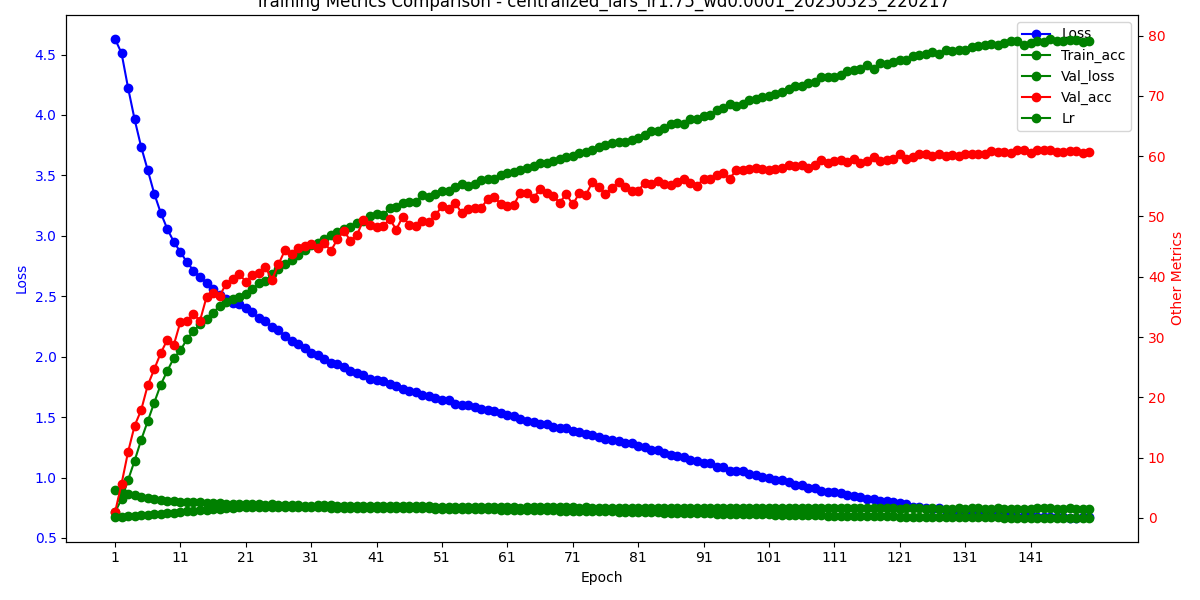 Training Metrics Comparison - centralized_lars_lr1.75_wd0.0001_20250523_220217
Loss
Train_acc
Val_loss
Val_acc
Lr
4.5
4.0
3.5
3.0
2.5
2.0
1.5
1.0
0.5
Loss
80
70
60
50
40
30
20
10
0
Other Metrics
1 11 21 31 41 51 61 71 81 91 101 111 121 131 141
Epoch